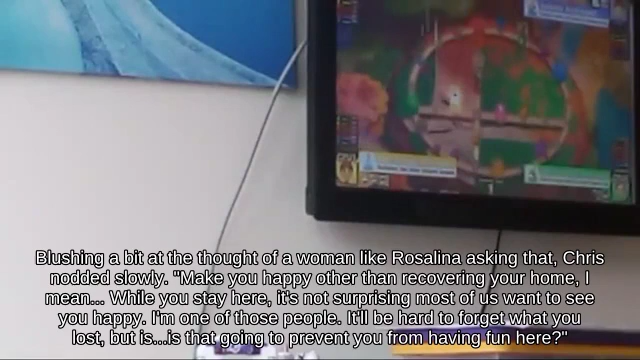 Blushing a bit at the thought of a woman like Rosalina asking that, Chris
nodded slowly. "Make you happy other than recovering your home, I
mean... While you stay here, it's not surprising most of us want to see
you happy. I'm one of those people. It'll be hard to forget what you
lost, but is...is that going to prevent you from having fun here?"